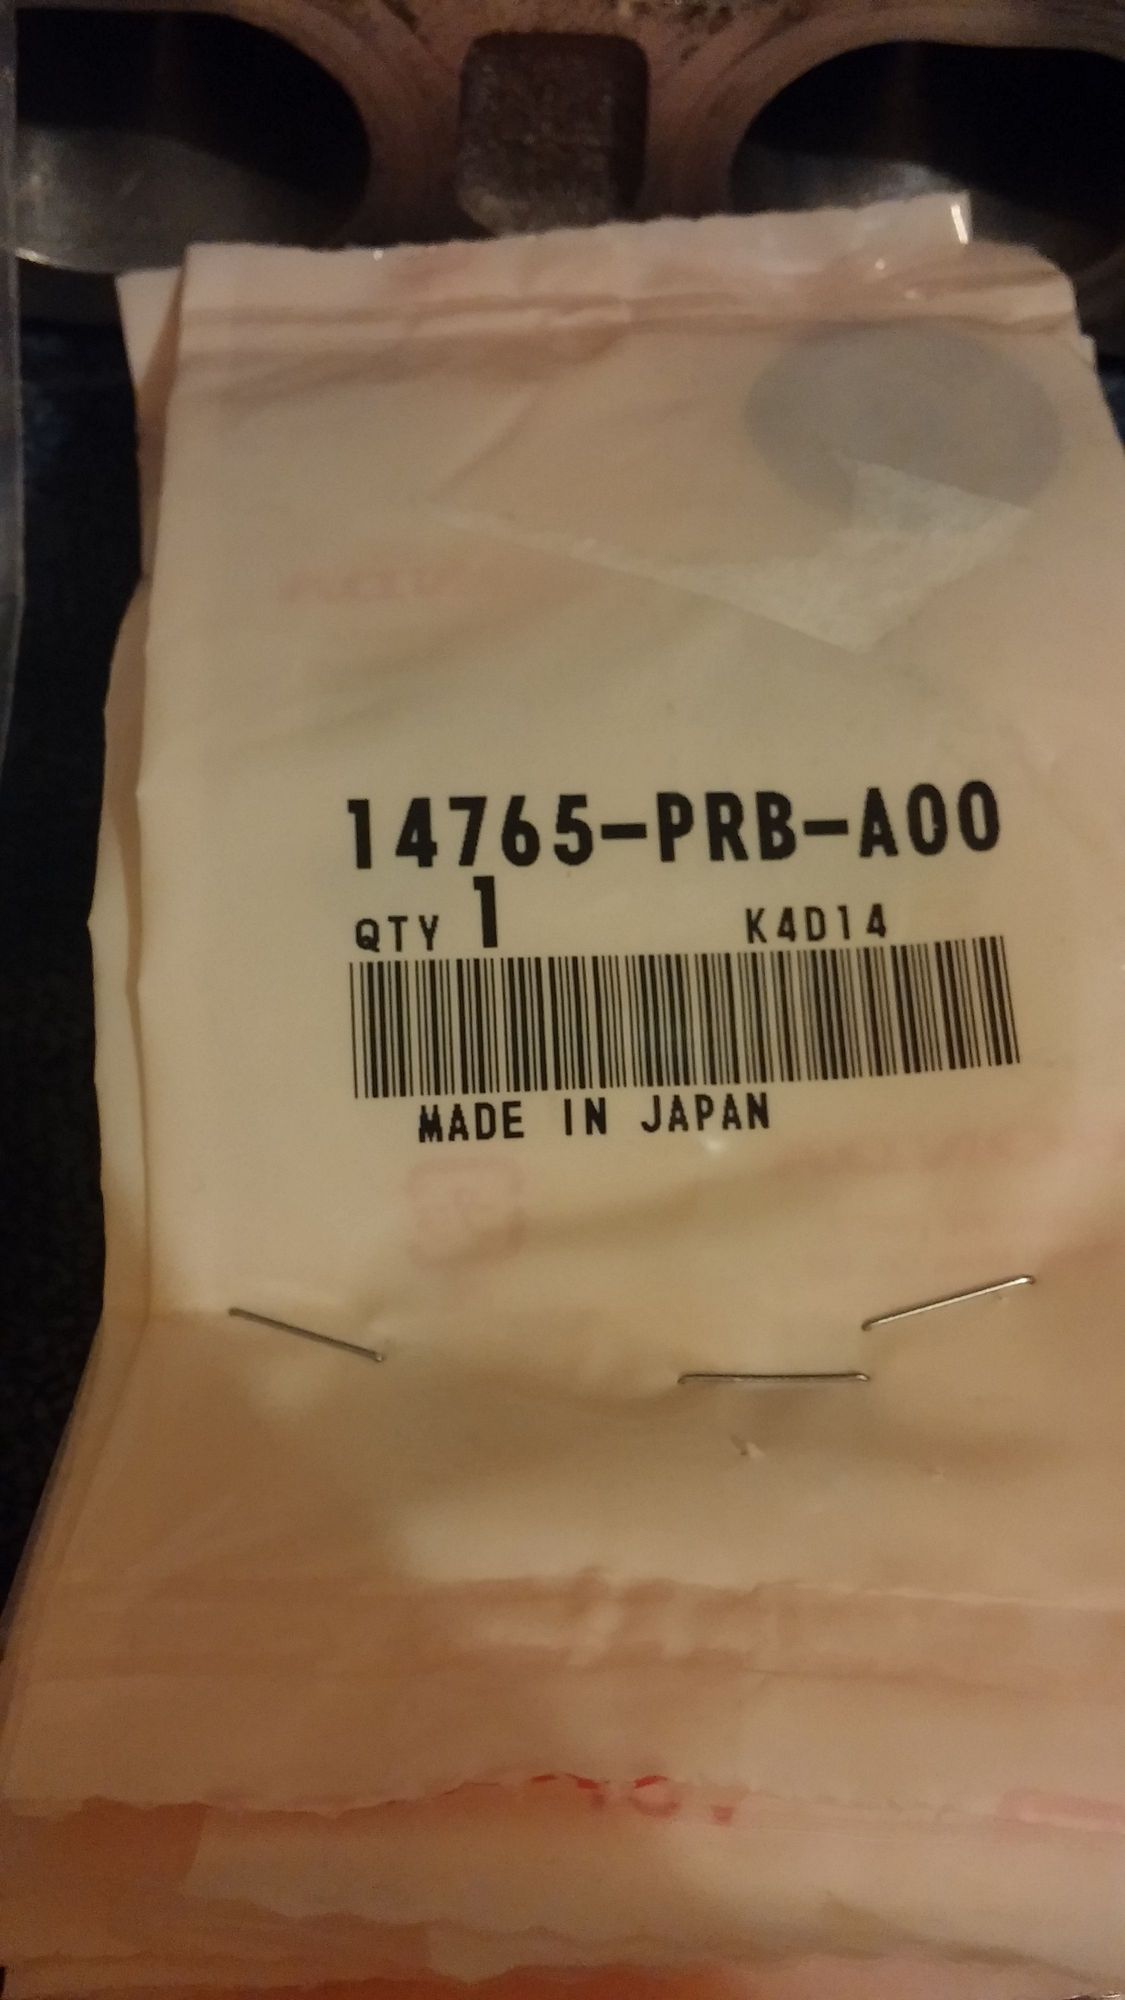 14765-PRB-A00
QTY 1 K4D14
MADE IN JAPAN